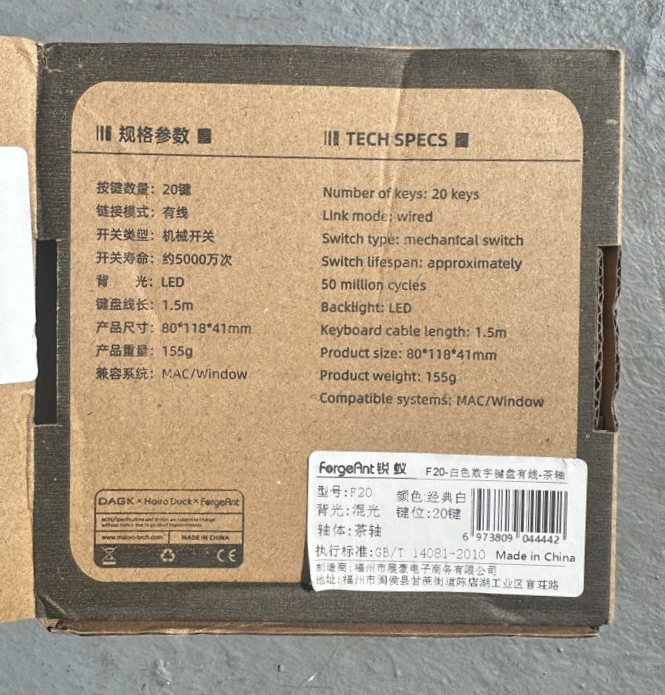 规格参数
按键数量：20键
链接模式：有线
开关类型：机械开关
开关寿命：约5000万次
背 光：LED
键盘线长：1.5m
产品尺寸：80*118*41mm
产品重量：155g
兼容系统：MAC/Window
TECH SPECS
Number of keys: 20 keys
Link mode: wired
Switch type: mechantcal switch
Switch lifespan: approximately
50 million cycles
Backlight: LED
Keyboard cable length: 1.5m
Product size: 80*118*41mm
Product weight: 155g
Compatible systems: MAC/Window
DAGK × Hairo Duck × ForgeAnt
MADE IN CHINA
CE
ForgeAnt 锐蚁
F20-白色数字键盘有线-茶轴
型号:F20 颜色:经典白
背光:混光 键位:20键
轴体:茶轴
6 973809 044442
执行标准:GB/T 14081-2010 Made in China
制造商:福州市展豪电子商务有限公司
地址:福州市闽侯县甘蔗街道陈店湖工业区官茌路